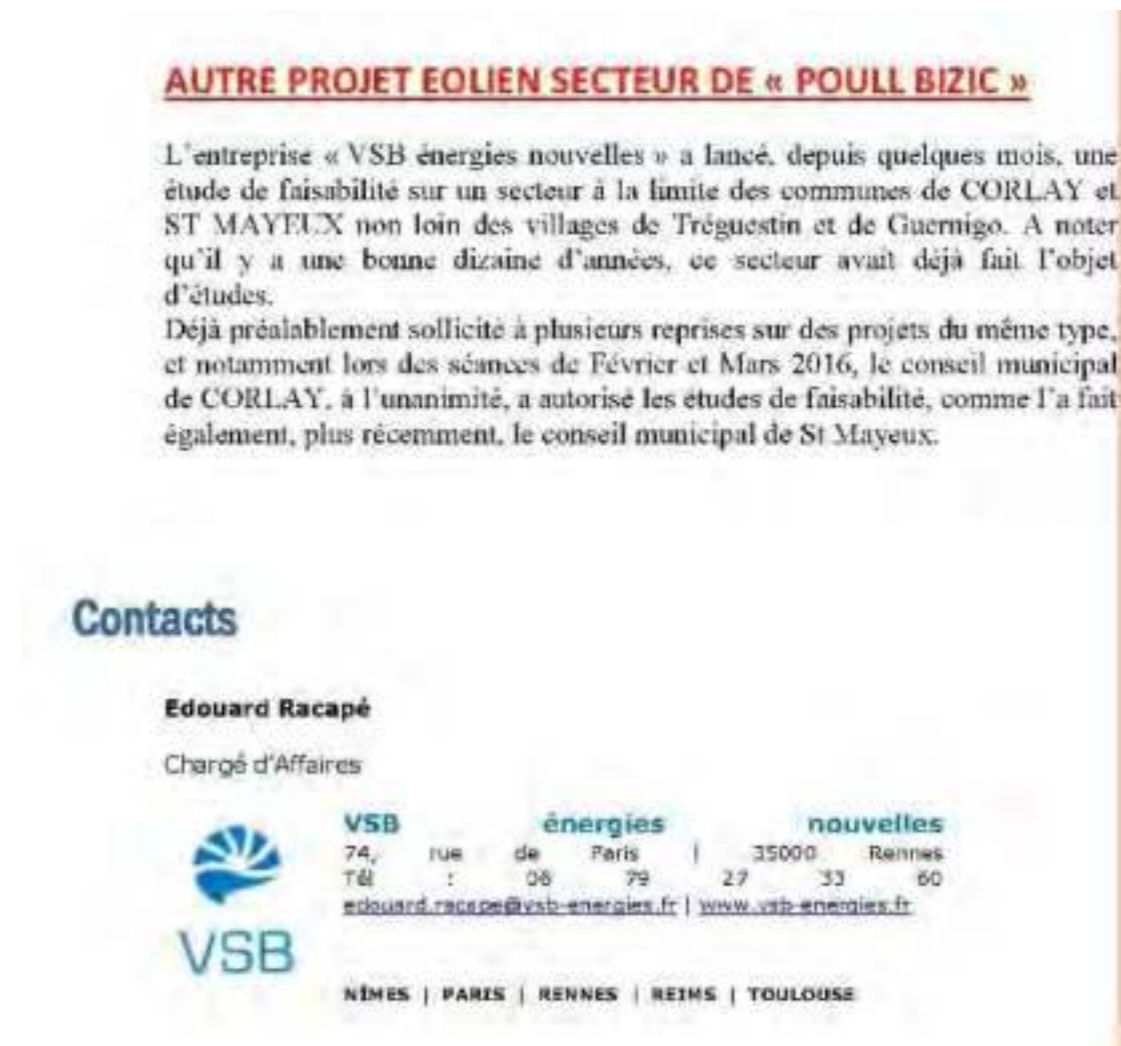 AUTRE PROJET EOLIEN SECTEUR DE « POULL BIZIC »
L'entreprise « VSB énergies nouvelles » a lancé, depuis quelques mois, une
étude de faisabilité sur un secteur à la limite des communes de CORLAY et
ST MAYEUX non loin des villages de Tréguestin et de Guernigo. A noter
qu'il y a une bonne dizaine d'années, ce secteur avait déjà fait l'objet
d'études.
Déjà préalablement sollicité à plusieurs reprises sur des projets du même type,
et notamment lors des séances de Février et Mars 2016, le conseil municipal
de CORLAY, à l'unanimité, a autorisé les études de faisabilité, comme l'a fait
également, plus récemment, le conseil municipal de St Mayeux.
Contacts
Edouard Racapé
Chargé d'Affaires
VSB énergies nouvelles
74, rue de Paris | 35000 Rennes
Tél : 06 79 27 33 60
edouard.racape@vsb-energies.fr | www.vsb-energies.fr
VSB
NÎMES | PARIS | RENNES | REIMS | TOULOUSE